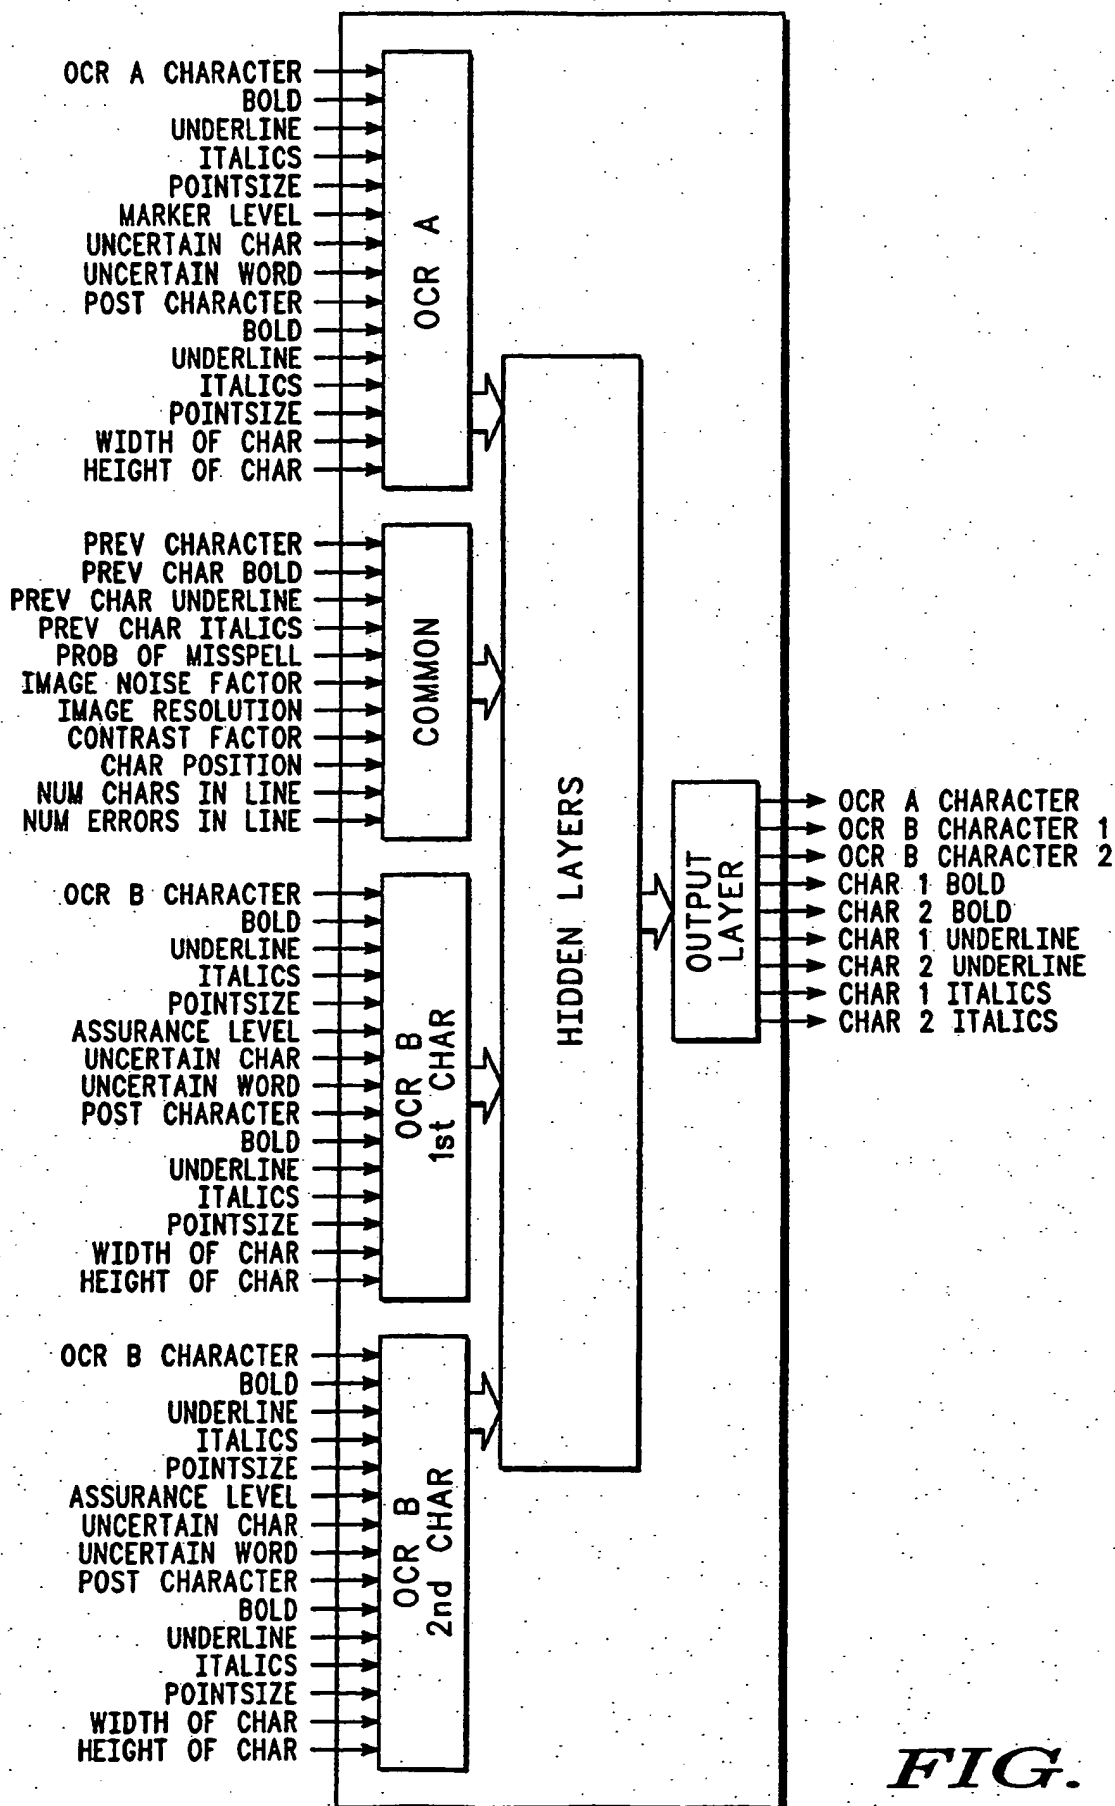 OCR A CHARACTER
BOLD
UNDERLINE
ITALICS
POINTSIZE
MARKER LEVEL
UNCERTAIN CHAR
UNCERTAIN WORD
POST CHARACTER
BOLD
UNDERLINE
ITALICS
POINTSIZE
WIDTH OF CHAR
HEIGHT OF CHAR
OCR A
PREV CHARACTER
PREV CHAR BOLD
PREV CHAR UNDERLINE
PREV CHAR ITALICS
PROB OF MISSPELL
IMAGE NOISE FACTOR
IMAGE RESOLUTION
CONTRAST FACTOR
CHAR POSITION
NUM CHARS IN LINE
NUM ERRORS IN LINE
COMMON
OCR B CHARACTER
BOLD
UNDERLINE
ITALICS
POINTSIZE
ASSURANCE LEVEL
UNCERTAIN CHAR
UNCERTAIN WORD
POST CHARACTER
BOLD
UNDERLINE
ITALICS
POINTSIZE
WIDTH OF CHAR
HEIGHT OF CHAR
OCR B
1st CHAR
OCR B CHARACTER
BOLD
UNDERLINE
ITALICS
POINTSIZE
ASSURANCE LEVEL
UNCERTAIN CHAR
UNCERTAIN WORD
POST CHARACTER
BOLD
UNDERLINE
ITALICS
POINTSIZE
WIDTH OF CHAR
HEIGHT OF CHAR
OCR B
2nd CHAR
HIDDEN LAYERS
OUTPUT
LAYER
OCR A CHARACTER
OCR B CHARACTER 1
OCR B CHARACTER 2
CHAR 1 BOLD
CHAR 2 BOLD
CHAR 1 UNDERLINE
CHAR 2 UNDERLINE
CHAR 1 ITALICS
CHAR 2 ITALICS
FIG.